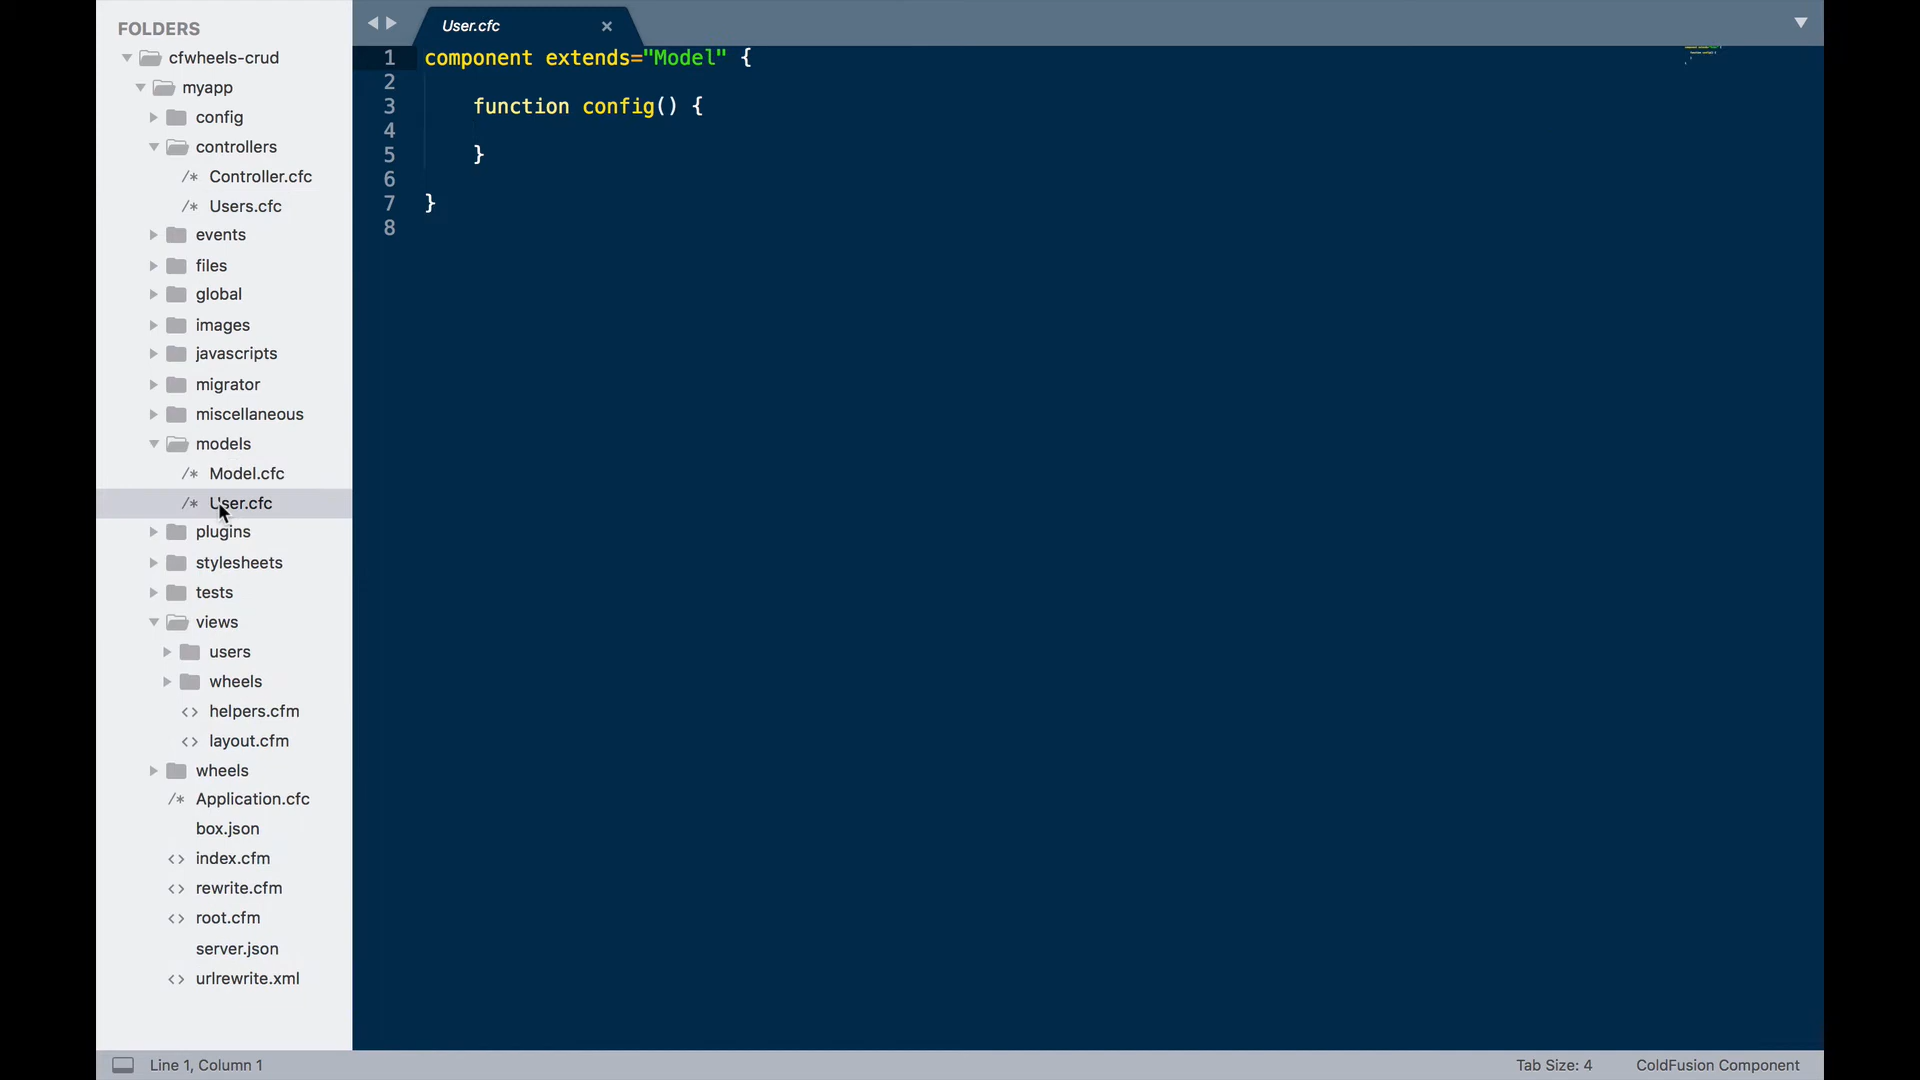 FOLDERS
cfwheels-crud
myapp
config
controllers
/* Controller.cfc
/* Users.cfc
events
files
global
images
javascripts
migrator
miscellaneous
models
/* Model.cfc
/* User.cfc
plugins
stylesheets
tests
views
users
wheels
<> helpers.cfm
<> layout.cfm
wheels
/* Application.cfc
box.json
<> index.cfm
<> rewrite.cfm
<> root.cfm
server.json
<> urlrewrite.xml
User.cfc
1 component extends="Model" {
2
3 function config() {
4
5 }
6
7 }
8
Line 1, Column 1
Tab Size: 4
ColdFusion Component